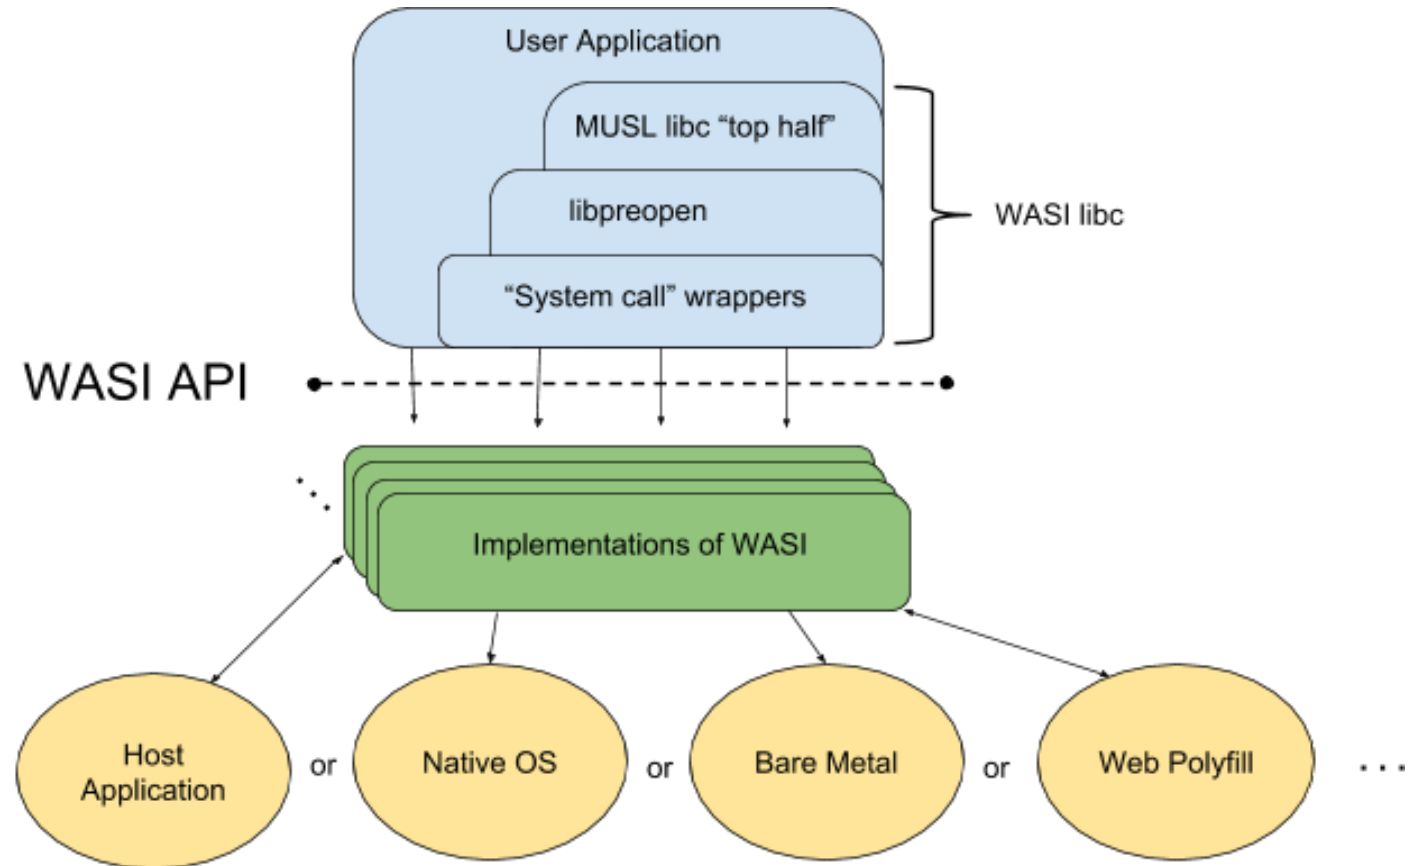 User Application
MUSL libc “top half”
libpreopen
WASI libc
“System call” wrappers
WASI API
Implementations of WASI
Host
Application
or
Native OS
or
Bare Metal
or
Web Polyfill
. . .